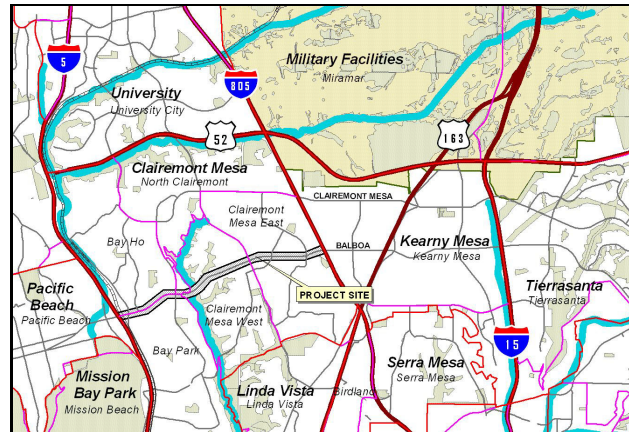 5
805
Military Facilities
Miramar
University
University City
52
163
Clairemont Mesa
North Clairemont
CLAIREMONT MESA
Clairemont
Mesa East
Bay Ho
BALBOA
Kearny Mesa
Kearny Mesa
Tierrasanta
Tierrasanta
PROJECT SITE
Pacific
Beach
Pacific Beach
Clairemont
Mesa West
Bay Park
15
Mission
Bay Park
Mission Beach
Linda Vista
Linda Vista
Birdland
Serra Mesa
Serra Mesa